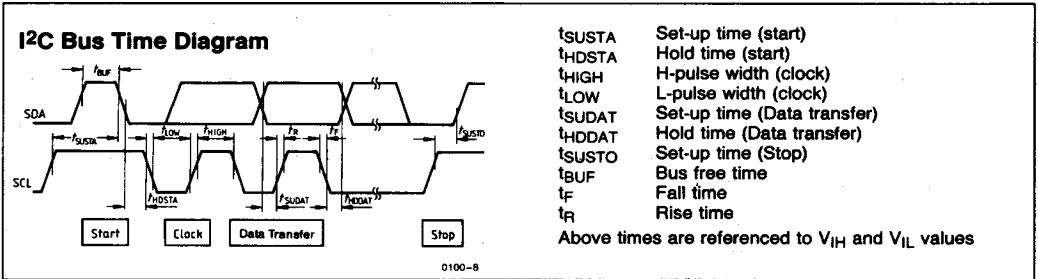 I²C Bus Time Diagram
tBUF
SDA
tSUSTA
tLOW
tHIGH
tR
tF
tSUSTO
SCL
tHDSTA
tSUDAT
tHDDAT
Start
Clock
Data Transfer
Stop
0100-8
tSUSTA Set-up time (start)
tHDSTA Hold time (start)
tHIGH H-pulse width (clock)
tLOW L-pulse width (clock)
tSUDAT Set-up time (Data transfer)
tHDDAT Hold time (Data transfer)
tSUSTO Set-up time (Stop)
tBUF Bus free time
tF Fall time
tR Rise time
Above times are referenced to VIH and VIL values